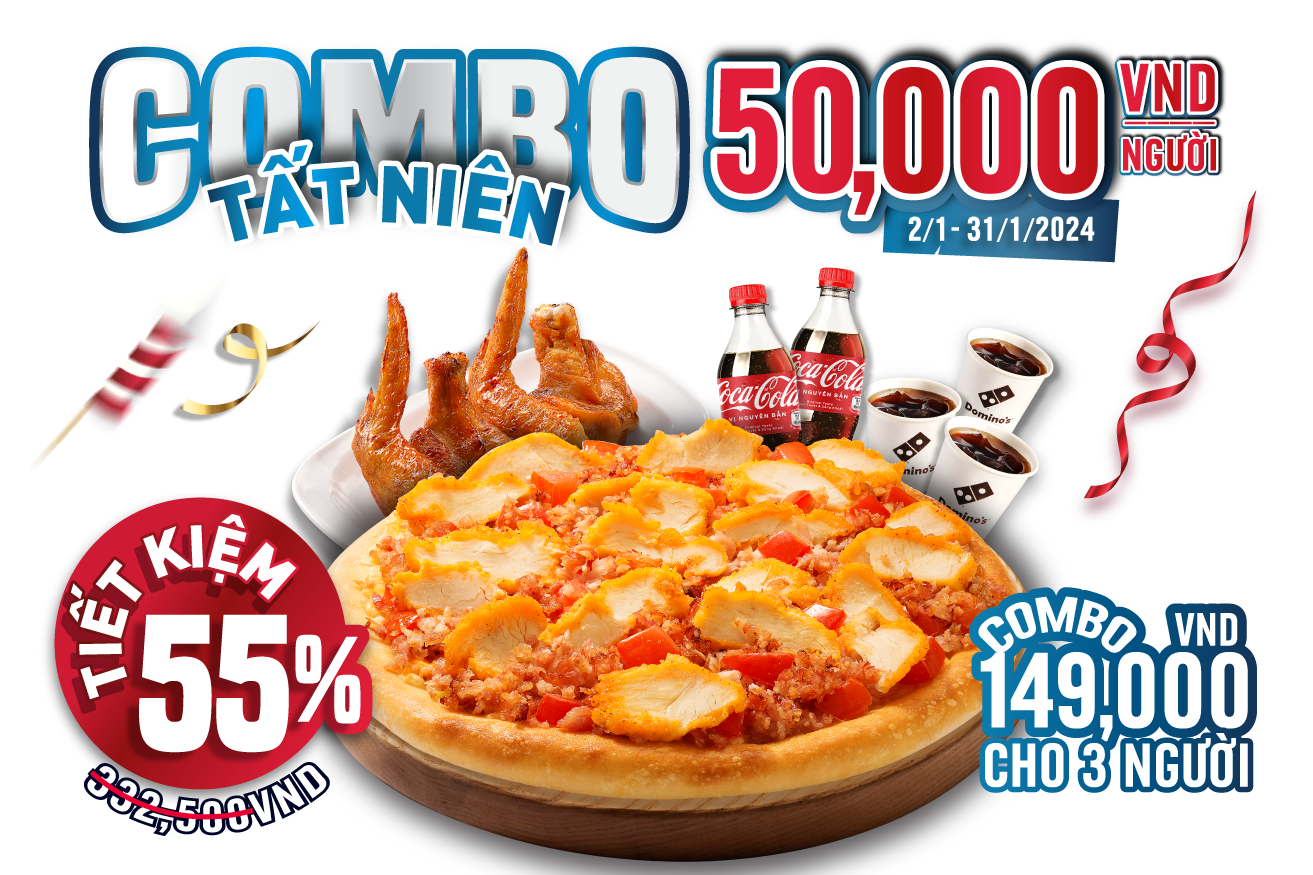 COMBO
TẤT NIÊN
50,000
VND
NGƯỜI
2/1 - 31/1/2024
Coca-Cola
VỊ NGUYÊN BẢN
Coca-Cola
NGUYÊN BẢN
Domino's
Domino's
Domino's
TIẾT KIỆM
55%
332,500VND
COMBO
VND
149,000
CHO 3 NGƯỜI